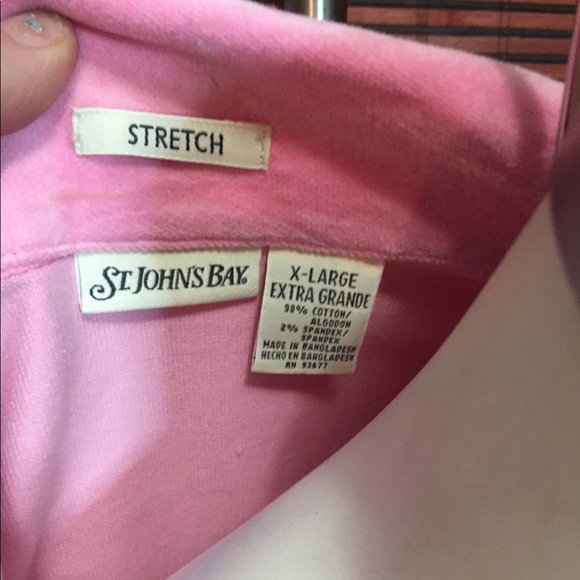 STRETCH
ST. JOHN'S BAY.
X-LARGE
EXTRA GRANDE
98% COTTON/
ALGODON
2% SPANDEX/
SPANDEX
MADE IN BANGLADESH
HECHO EN BANGLADESH
RN 93677